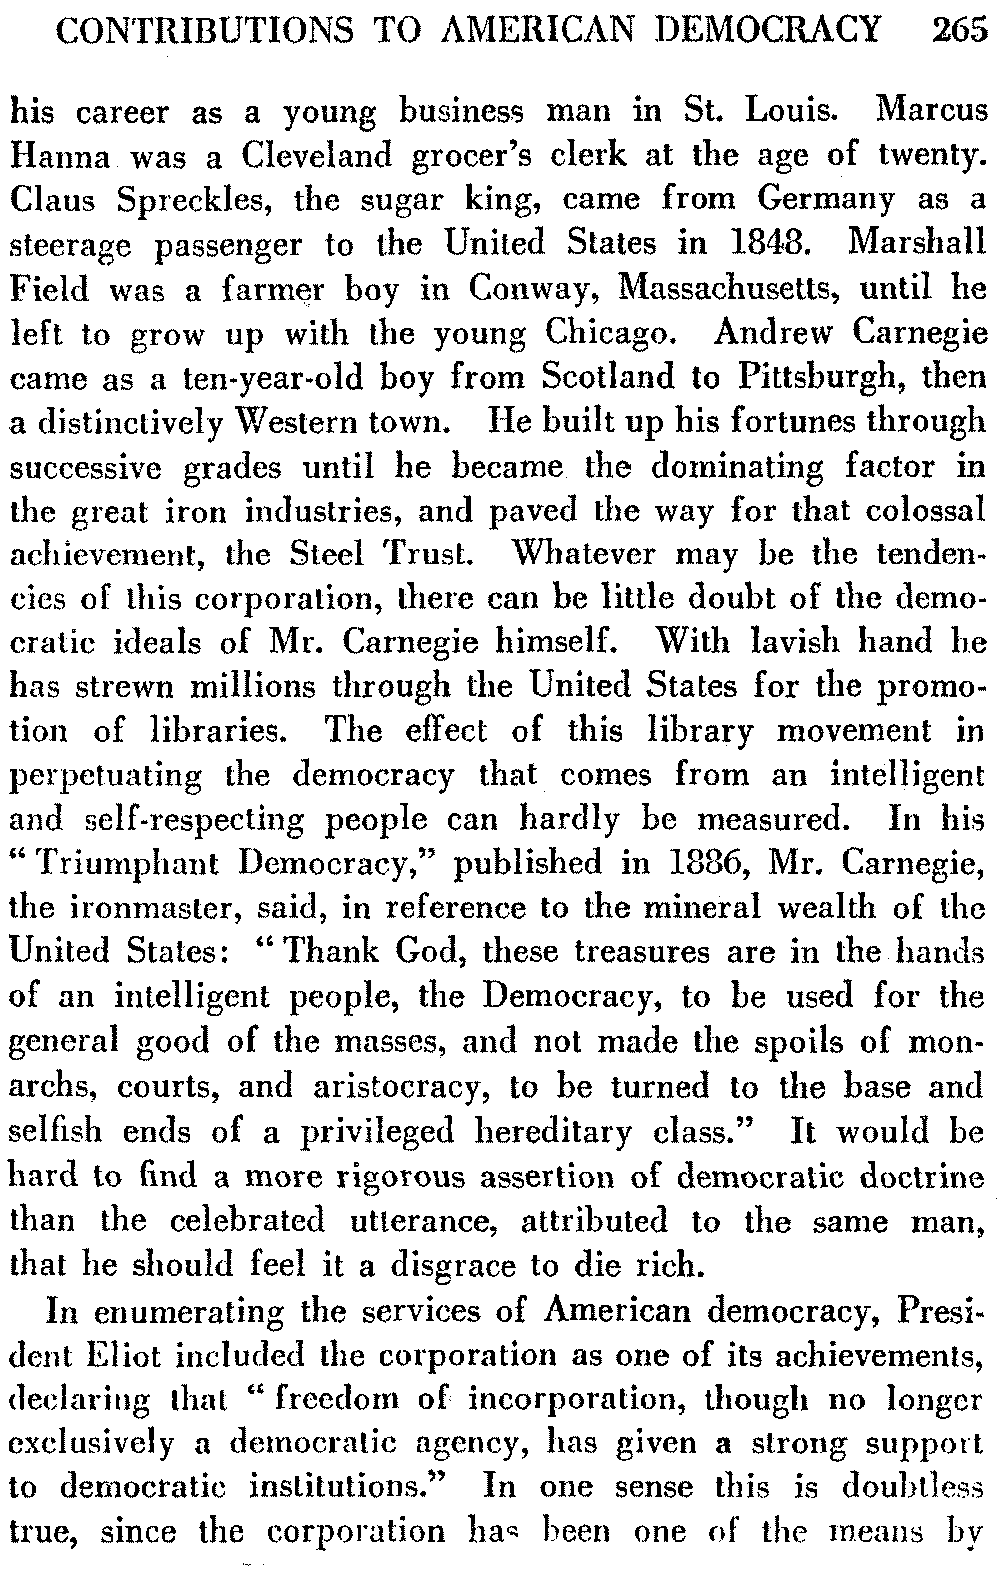 CONTRIBUTIONS TO AMERICAN DEMOCRACY 265
his career as a young business man in St. Louis. Marcus
Hanna was a Cleveland grocer's clerk at the age of twenty.
Claus Spreckles, the sugar king, came from Germany as a
steerage passenger to the United States in 1848. Marshall
Field was a farmer boy in Conway, Massachusetts, until he
left to grow up with the young Chicago. Andrew Carnegie
came as a ten-year-old boy from Scotland to Pittsburgh, then
a distinctively Western town. He built up his fortunes through
successive grades until he became the dominating factor in
the great iron industries, and paved the way for that colossal
achievement, the Steel Trust. Whatever may be the tenden-
cies of this corporation, there can be little doubt of the demo-
cratic ideals of Mr. Carnegie himself. With lavish hand he
has strewn millions through the United States for the promo-
tion of libraries. The effect of this library movement in
perpetuating the democracy that comes from an intelligent
and self-respecting people can hardly be measured. In his
"Triumphant Democracy," published in 1886, Mr. Carnegie,
the ironmaster, said, in reference to the mineral wealth of the
United States: "Thank God, these treasures are in the hands
of an intelligent people, the Democracy, to be used for the
general good of the masses, and not made the spoils of mon-
archs, courts, and aristocracy, to be turned to the base and
selfish ends of a privileged hereditary class." It would be
hard to find a more rigorous assertion of democratic doctrine
than the celebrated utterance, attributed to the same man,
that he should feel it a disgrace to die rich.
In enumerating the services of American democracy, Presi-
dent Eliot included the corporation as one of its achievements,
declaring that "freedom of incorporation, though no longer
exclusively a democratic agency, has given a strong support
to democratic institutions." In one sense this is doubtless
true, since the corporation has been one of the means by